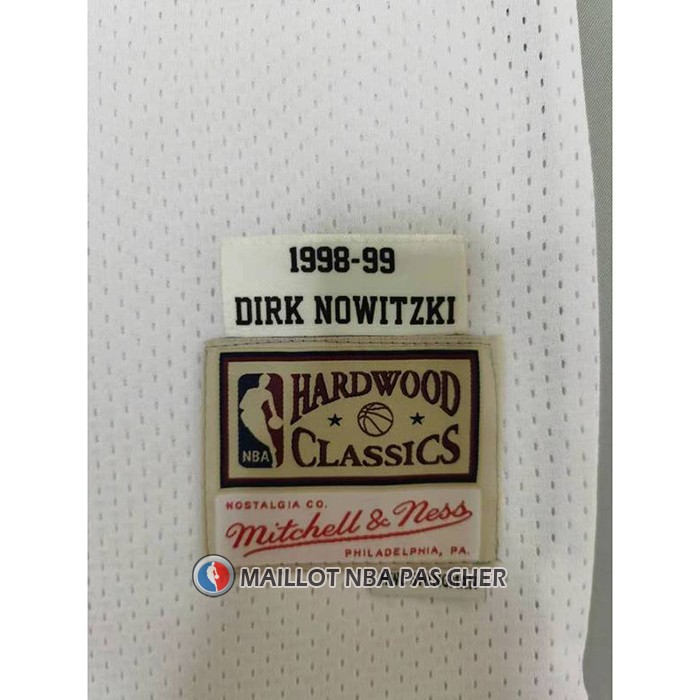 1998-99
DIRK NOWITZKI
NBA
HARDWOOD
CLASSICS
NOSTALGIA CO.
Mitchell & Ness
PHILADELPHIA, PA.
MAILLOT NBA PAS CHER